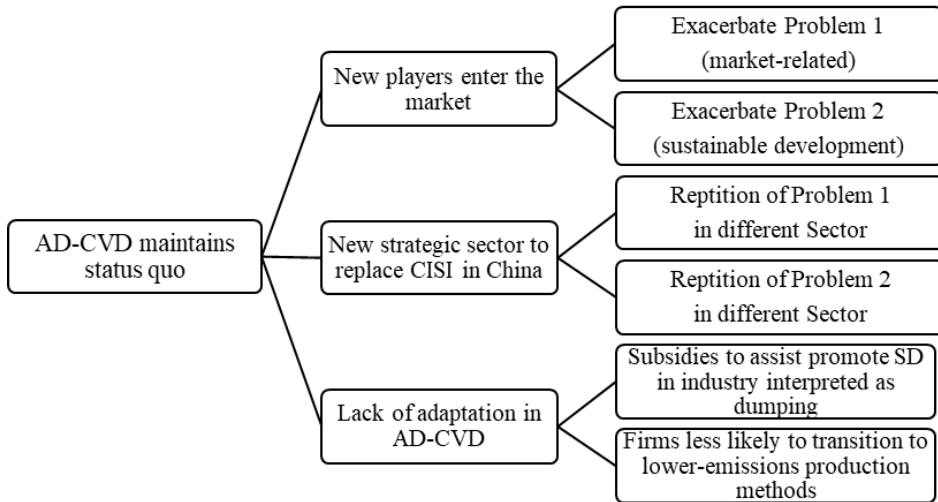 AD-CVD maintains
status quo
New players enter the
market
Exacerbate Problem 1
(market-related)
Exacerbate Problem 2
(sustainable development)
New strategic sector to
replace CISI in China
Reptition of Problem 1
in different Sector
Reptition of Problem 2
in different Sector
Lack of adaptation in
AD-CVD
Subsidies to assist promote SD
in industry interpreted as
dumping
Firms less likely to transition to
lower-emissions production
methods